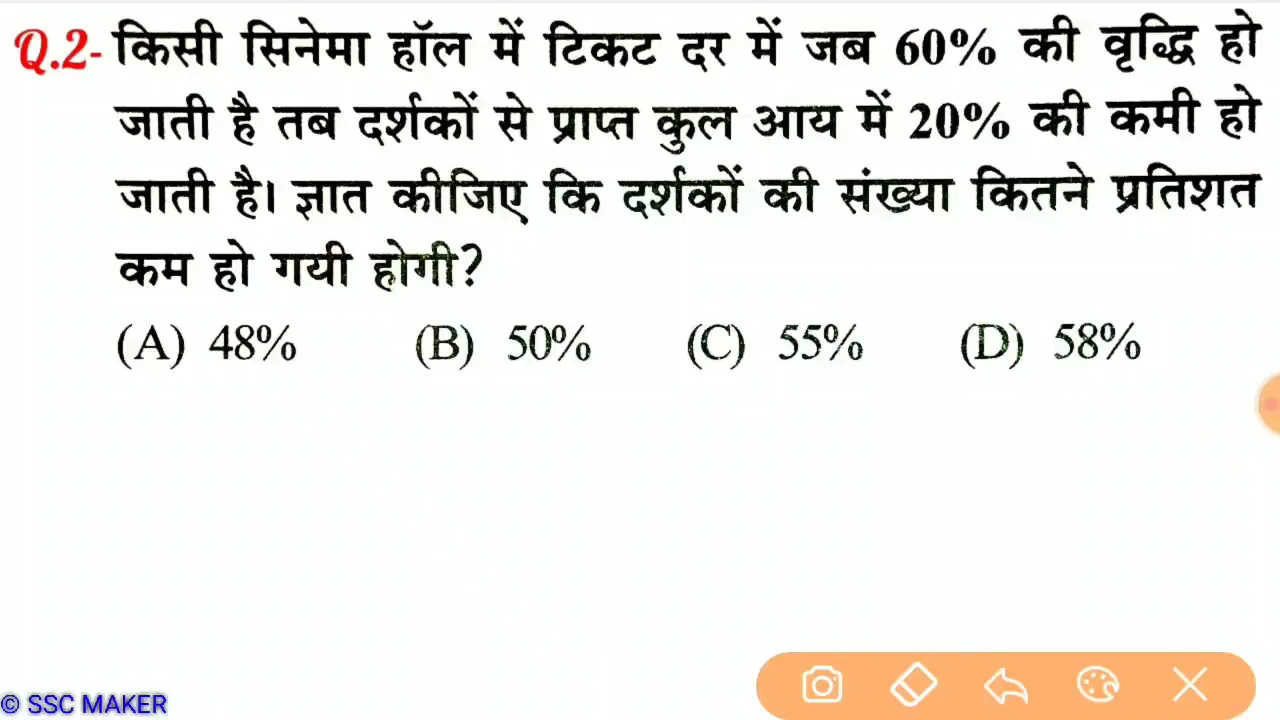 Q.2- किसी सिनेमा हॉल में टिकट दर में जब 60% की वृद्धि हो
जाती है तब दर्शकों से प्राप्त कुल आय में 20% की कमी हो
जाती है। ज्ञात कीजिए कि दर्शकों की संख्या कितने प्रतिशत
कम हो गयी होगी?
(A) 48% (B) 50% (C) 55% (D) 58%
© SSC MAKER